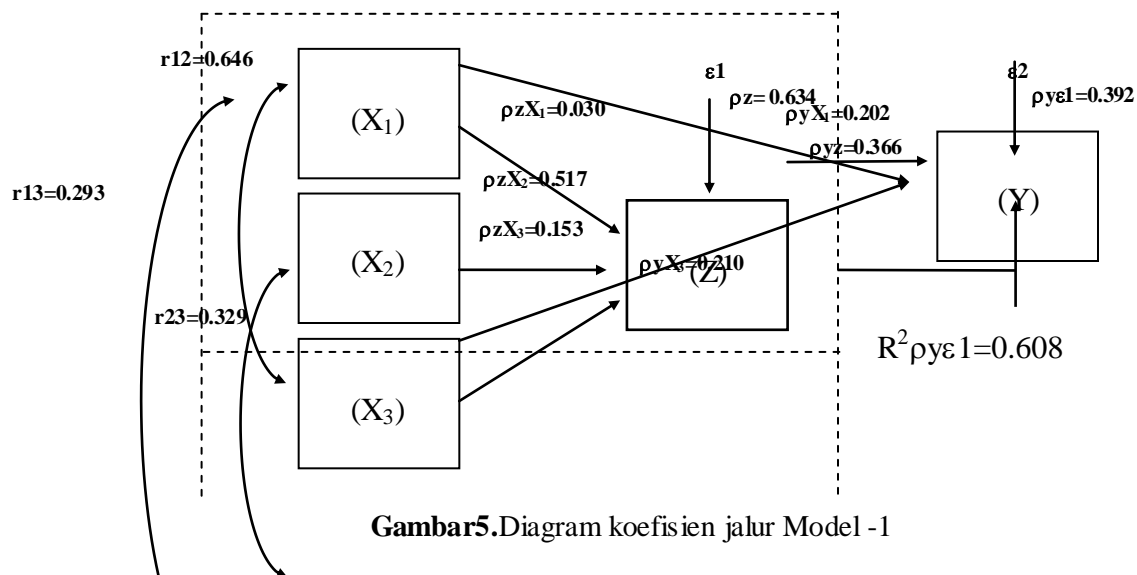 r12=0.646
ε1
ε2
ρz= 0.634
ρyε1=0.392
ρzX₁=0.030
ρyX₁=0.202
(X₁)
ρyz=0.366
r13=0.293
ρzX₂=0.517
(Y)
ρzX₃=0.153
(X₂)
ρyX₃=0.210
(Z)
r23=0.329
R²ρyε1=0.608
(X₃)
Gambar5.Diagram koefisien jalur Model -1